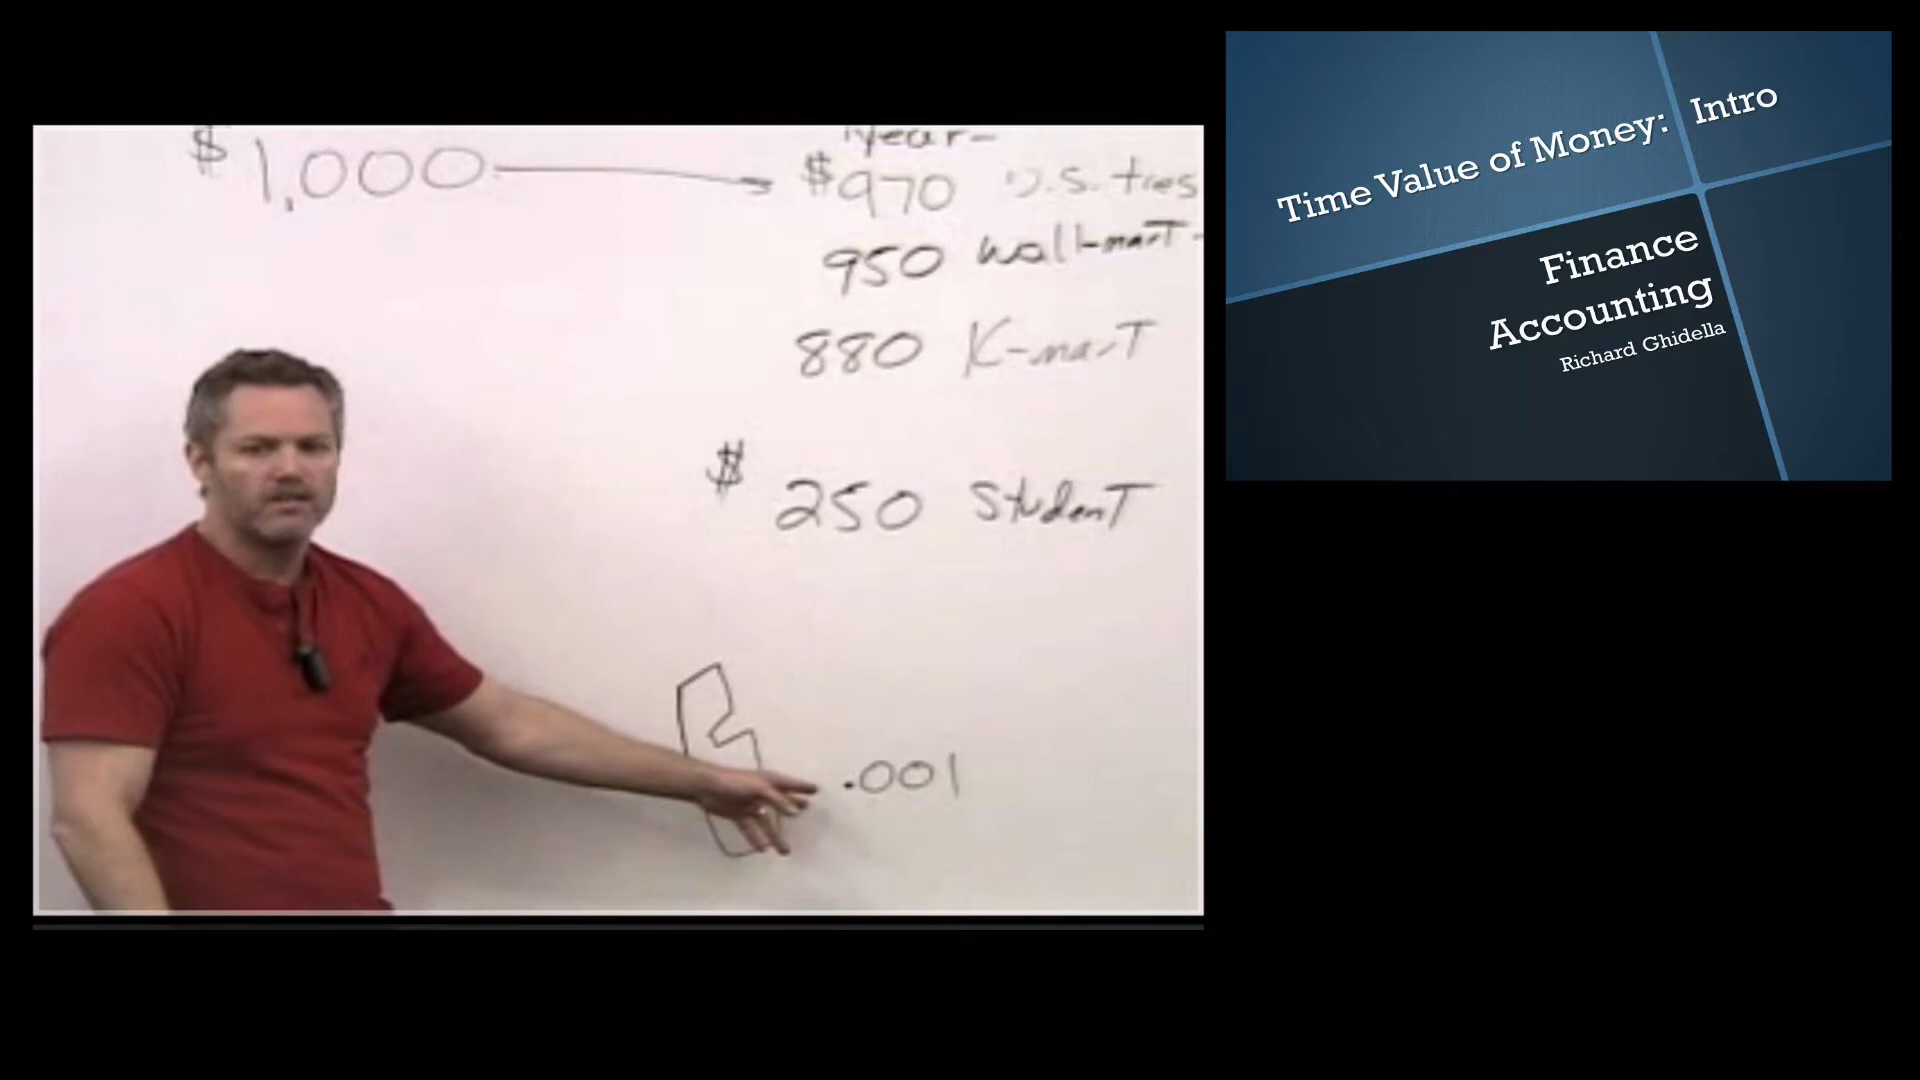 $ 1,000
1year-
$970 U.S. tres
950 Wall-marT-
880 K-marT
$
250 StudenT
.001
Time Value of Money: Intro
Finance
Accounting
Richard Ghidella